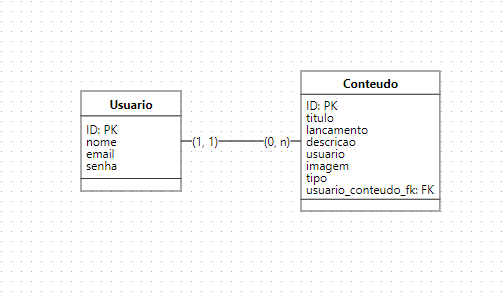 Usuario
ID: PK
nome
email
senha
(1, 1)
(0, n)
Conteudo
ID: PK
titulo
lancamento
descricao
usuario
imagem
tipo
usuario_conteudo_fk: FK